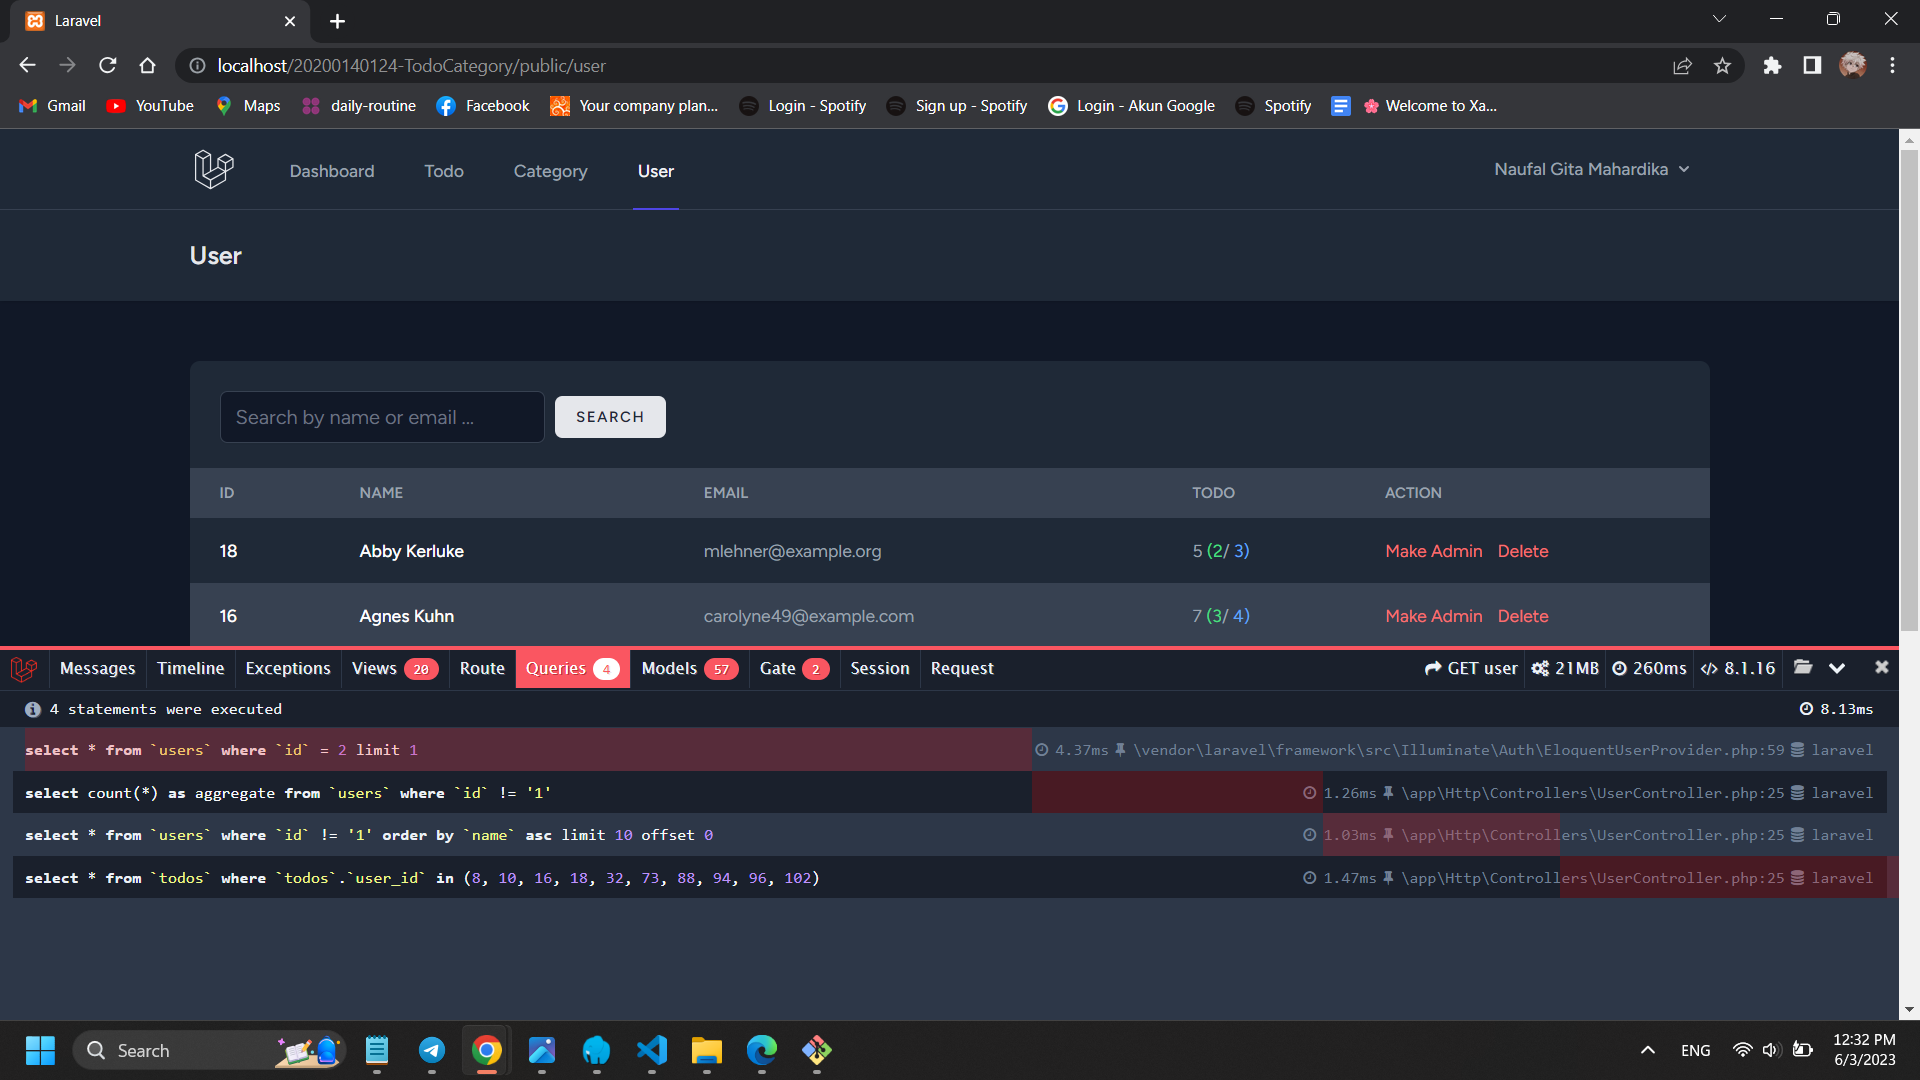 Laravel
localhost/20200140124-TodoCategory/public/user
Gmail YouTube Maps daily-routine Facebook Your company plan... Login - Spotify Sign up - Spotify Login - Akun Google Spotify Welcome to Xa...
Dashboard Todo Category User Naufal Gita Mahardika
User
Search by name or email ... SEARCH
ID NAME EMAIL TODO ACTION
18 Abby Kerluke mlehner@example.org 5 (2/ 3) Make Admin Delete
16 Agnes Kuhn carolyne49@example.com 7 (3/ 4) Make Admin Delete
Messages Timeline Exceptions Views 20 Route Queries 4 Models 57 Gate 2 Session Request GET user 21MB 260ms 8.1.16
4 statements were executed 8.13ms
select * from `users` where `id` = 2 limit 1 4.37ms \vendor\laravel\framework\src\Illuminate\Auth\EloquentUserProvider.php:59 laravel
select count(*) as aggregate from `users` where `id` != '1' 1.26ms \app\Http\Controllers\UserController.php:25 laravel
select * from `users` where `id` != '1' order by `name` asc limit 10 offset 0 1.03ms \app\Http\Controllers\UserController.php:25 laravel
select * from `todos` where `todos`.`user_id` in (8, 10, 16, 18, 32, 73, 88, 94, 96, 102) 1.47ms \app\Http\Controllers\UserController.php:25 laravel
Search ENG 12:32 PM
6/3/2023